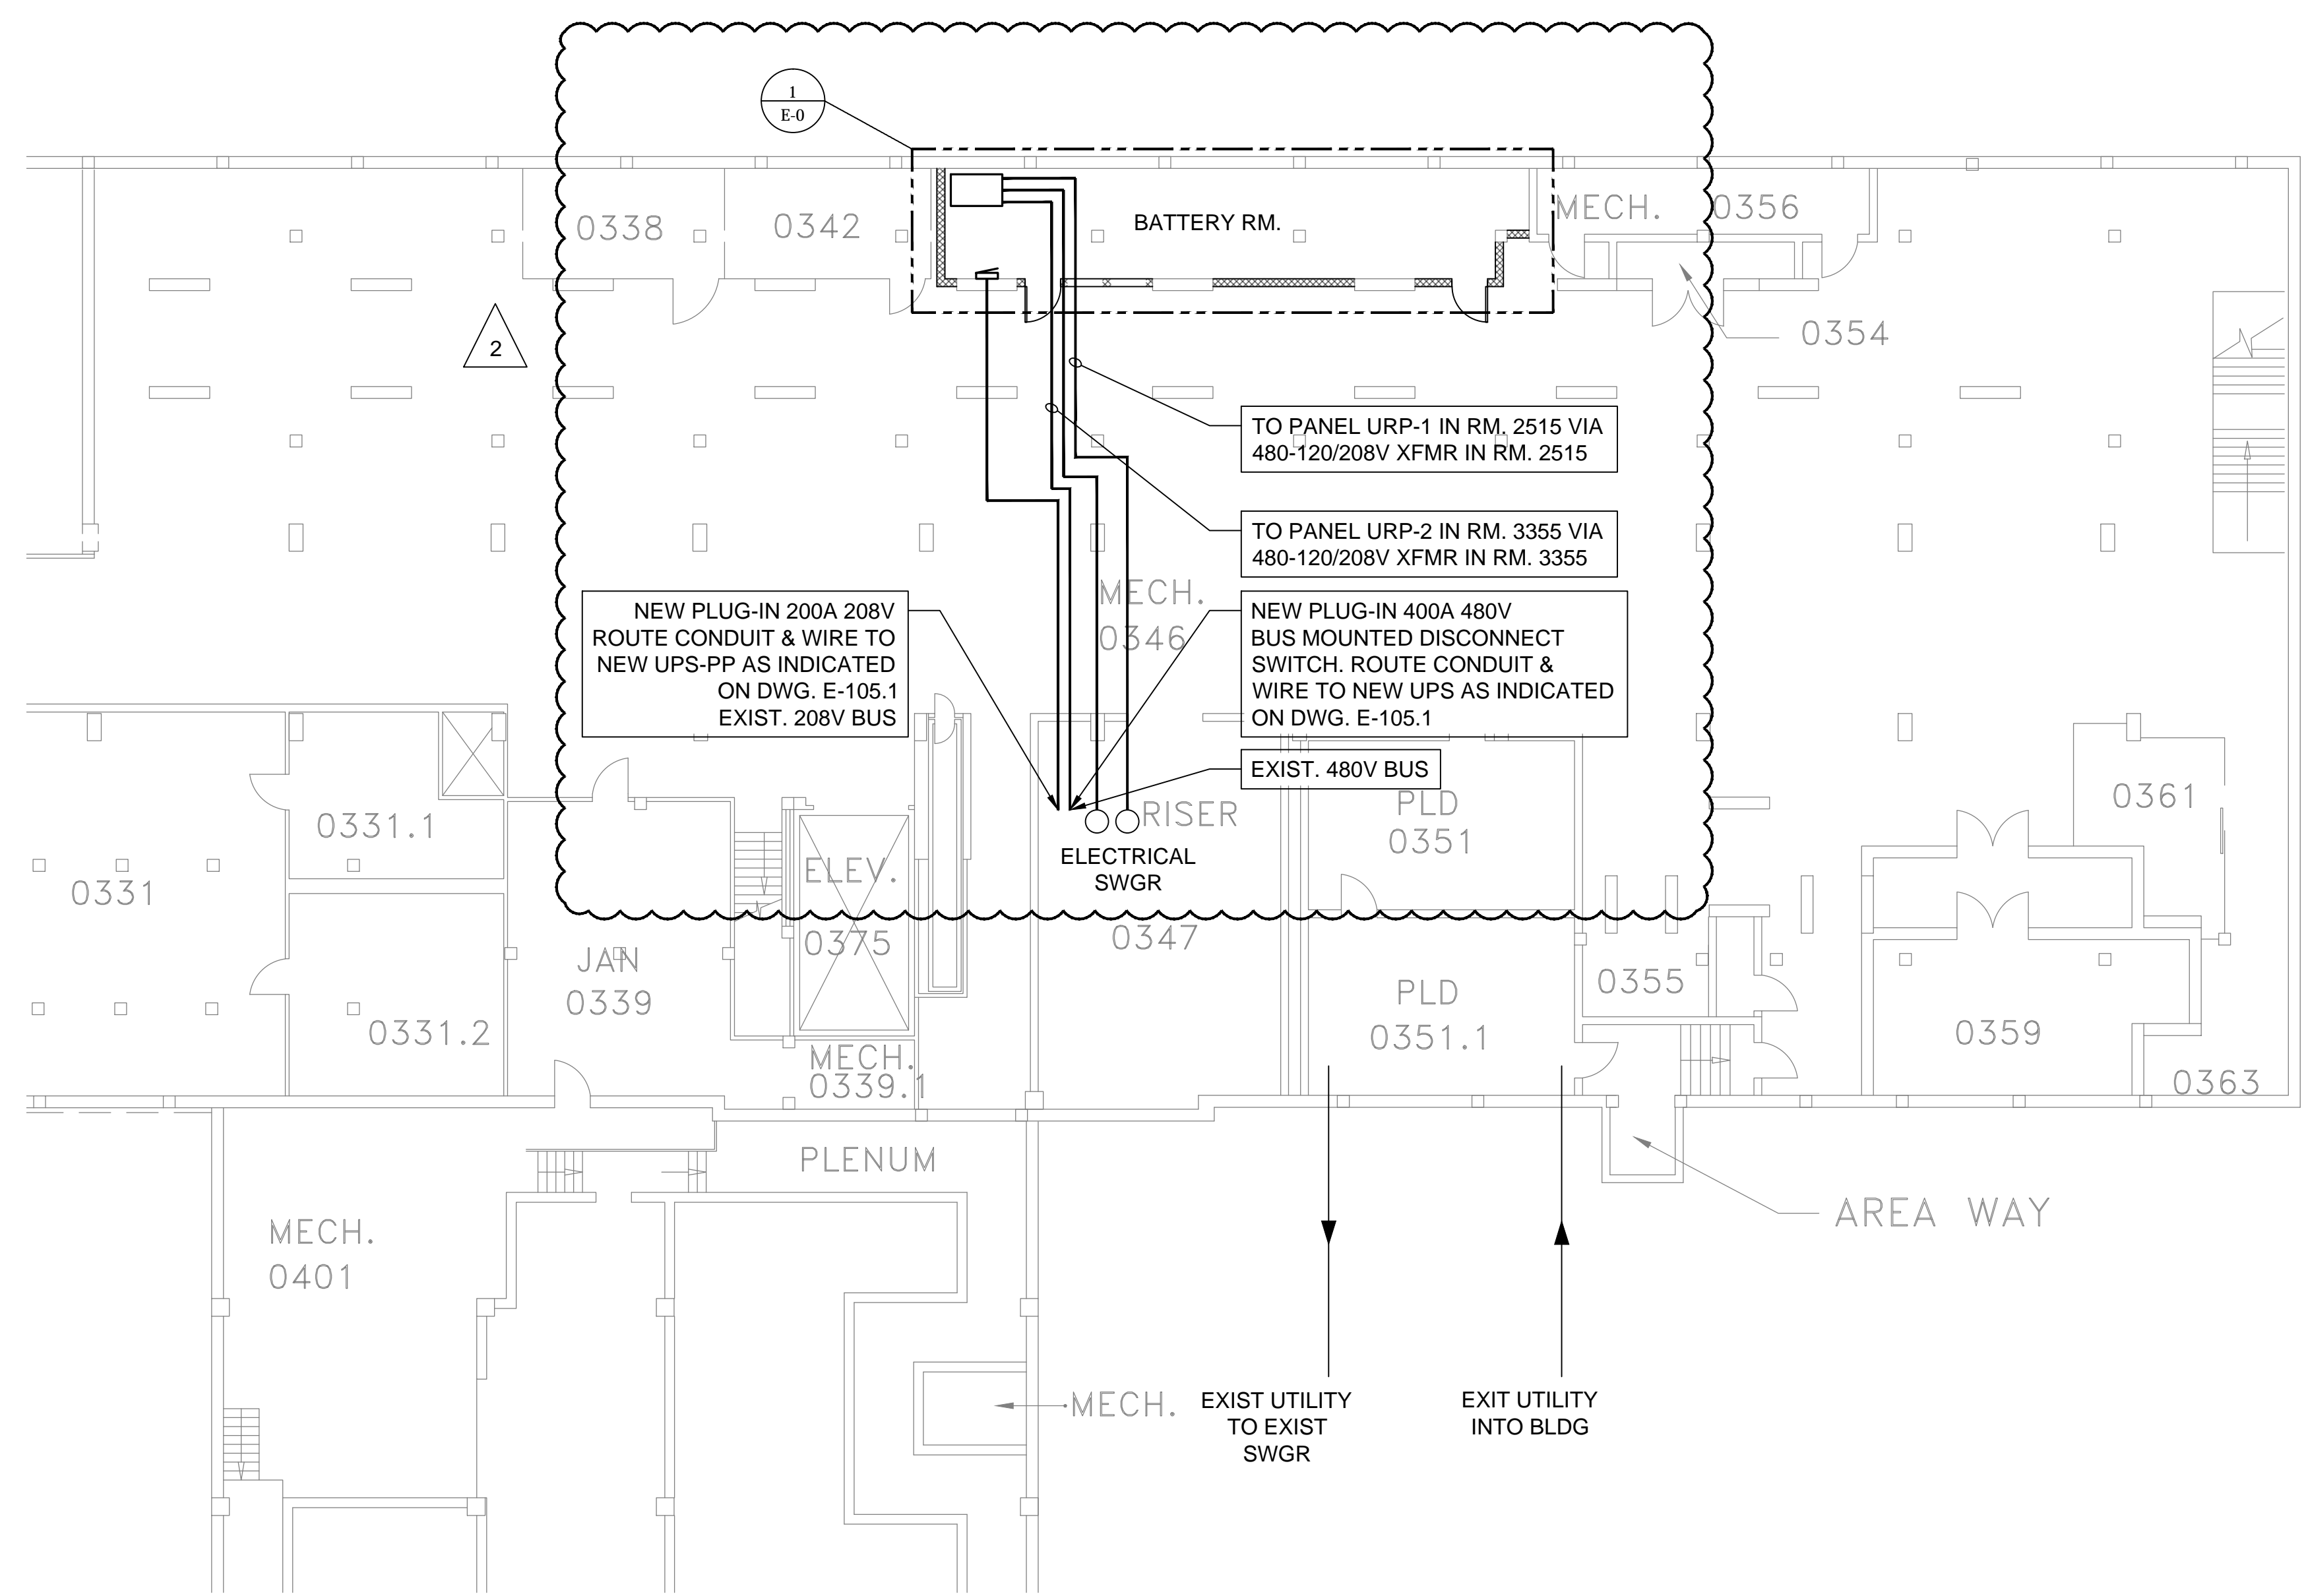 1
E-0
BATTERY RM.
0338
0342
MECH.
0356
0354
2
TO PANEL URP-1 IN RM. 2515 VIA
480-120/208V XFMR IN RM. 2515
TO PANEL URP-2 IN RM. 3355 VIA
480-120/208V XFMR IN RM. 3355
MECH.
0346
NEW PLUG-IN 200A 208V
ROUTE CONDUIT & WIRE TO
NEW UPS-PP AS INDICATED
ON DWG. E-105.1
EXIST. 208V BUS
NEW PLUG-IN 400A 480V
BUS MOUNTED DISCONNECT
SWITCH. ROUTE CONDUIT &
WIRE TO NEW UPS AS INDICATED
ON DWG. E-105.1
EXIST. 480V BUS
RISER
ELECTRICAL
SWGR
PLD
0351
0361
0331.1
0331
ELEV.
0375
0347
JAN
0339
0331.2
MECH.
0339.1
PLD
0351.1
0355
0359
0363
PLENUM
AREA WAY
MECH.
0401
MECH.
EXIST UTILITY
TO EXIST
SWGR
EXIT UTILITY
INTO BLDG